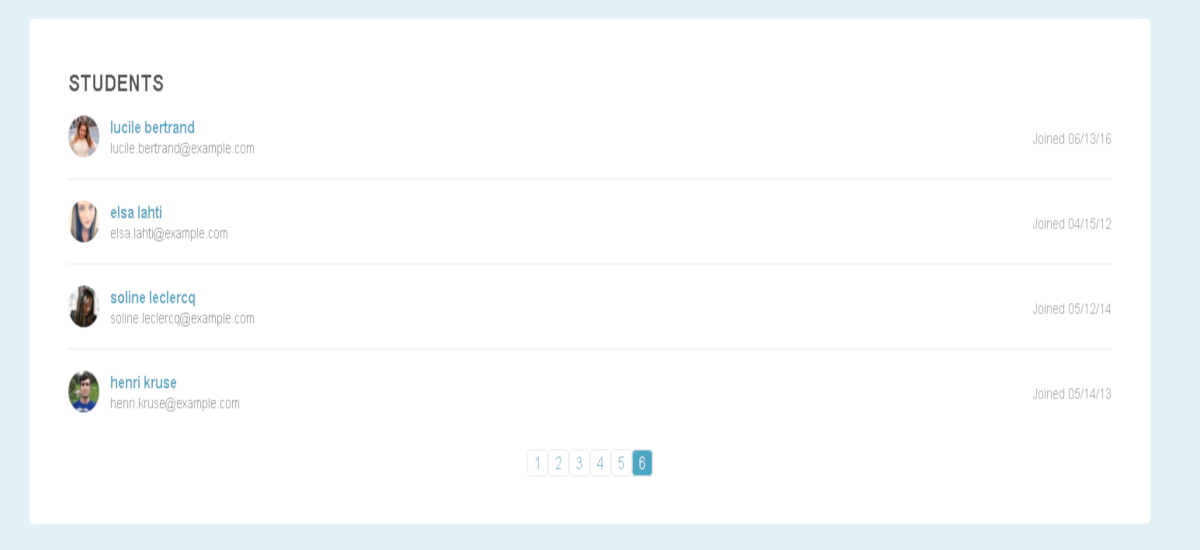 STUDENTS
lucile bertrand
lucile.bertrand@example.com
Joined 06/13/16
elsa lahti
elsa.lahti@example.com
Joined 04/15/12
soline leclercq
soline.leclercq@example.com
Joined 05/12/14
henri kruse
henri.kruse@example.com
Joined 05/14/13
1 2 3 4 5 6